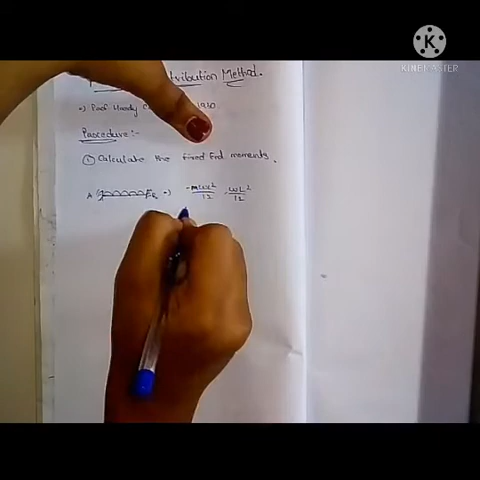 KINEMASTER
tribution Method.
=) Prof Hardy C 1930
Procedure :-
① Calculate the fixed End moments.
A B =) -wL²/12 , wL²/12